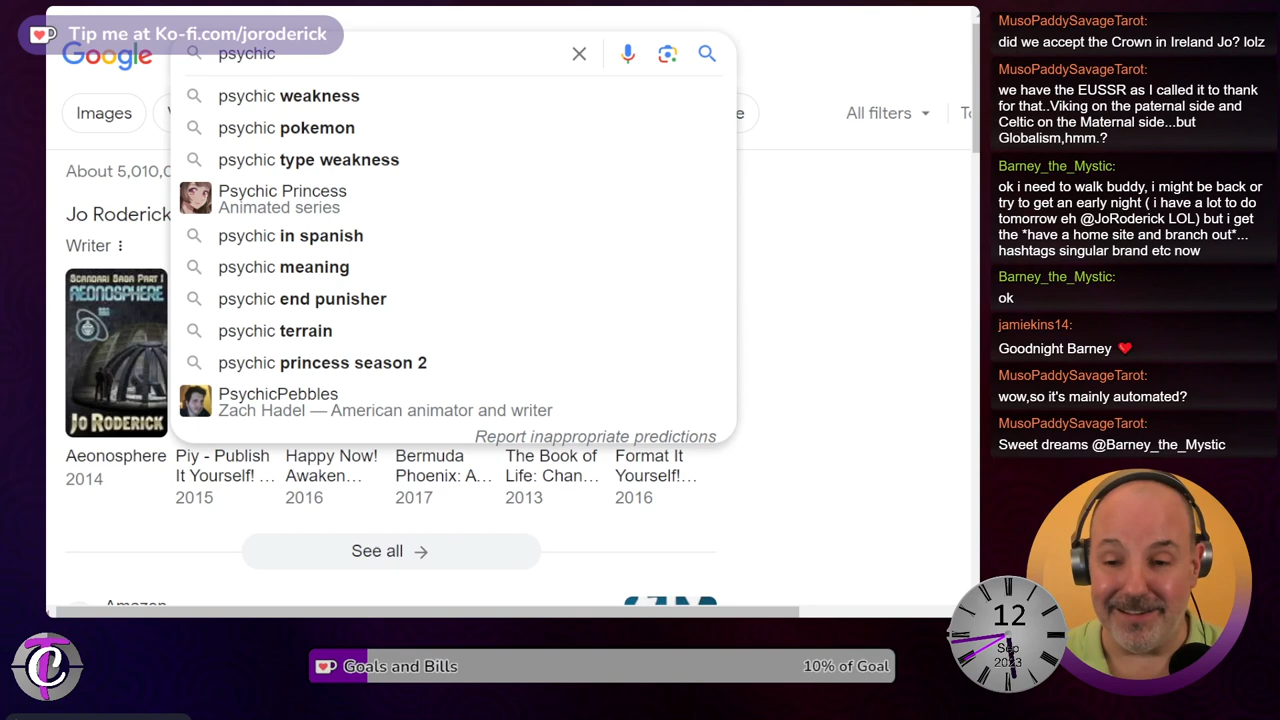 Tip me at Ko-fi.com/joroderick
Google
psychic
psychic weakness
psychic pokemon
psychic type weakness
Psychic Princess
Animated series
psychic in spanish
psychic meaning
psychic end punisher
psychic terrain
psychic princess season 2
PsychicPebbles
Zach Hadel — American animator and writer
Report inappropriate predictions
Images
All filters
About 5,010,0
Jo Roderick
Writer
SCANDARI SAGA PART I
AEONOSPHERE
JO RODERICK
Aeonosphere
2014
Piy - Publish
It Yourself! ...
2015
Happy Now!
Awaken...
2016
Bermuda
Phoenix: A...
2017
The Book of
Life: Chan...
2013
Format It
Yourself!...
2016
See all
Amazon
Goals and Bills
10% of Goal
MusoPaddySavageTarot:
did we accept the Crown in Ireland Jo? lolz
MusoPaddySavageTarot:
we have the EUSSR as I called it to thank
for that..Viking on the paternal side and
Celtic on the Maternal side...but
Globalism,hmm.?
Barney_the_Mystic:
ok i need to walk buddy, i might be back or
try to get an early night ( i have a lot to do
tomorrow eh @JoRoderick LOL) but i get
the *have a home site and branch out*...
hashtags singular brand etc now
Barney_the_Mystic:
ok
jamiekins14:
Goodnight Barney
MusoPaddySavageTarot:
wow,so it's mainly automated?
MusoPaddySavageTarot:
Sweet dreams @Barney_the_Mystic
12
Sep
2023